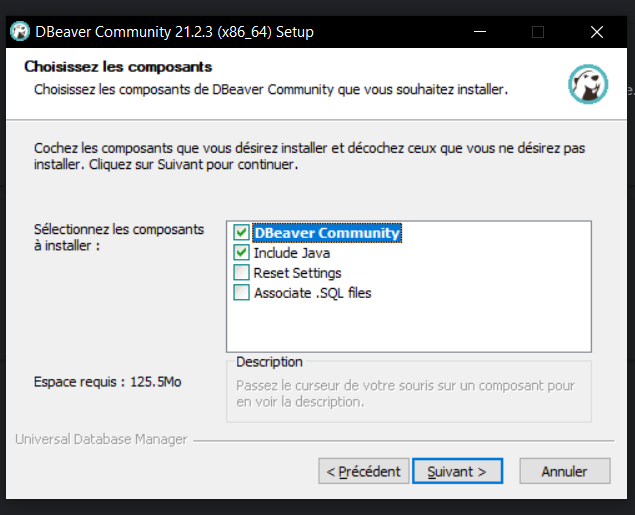 DBeaver Community 21.2.3 (x86_64) Setup
Choisissez les composants
Choisissez les composants de DBeaver Community que vous souhaitez installer.
Cochez les composants que vous désirez installer et décochez ceux que vous ne désirez pas
installer. Cliquez sur Suivant pour continuer.
Sélectionnez les composants
à installer :
DBeaver Community
Include Java
Reset Settings
Associate .SQL files
Espace requis : 125.5Mo
Description
Passez le curseur de votre souris sur un composant pour
en voir la description.
Universal Database Manager
< Précédent
Suivant >
Annuler